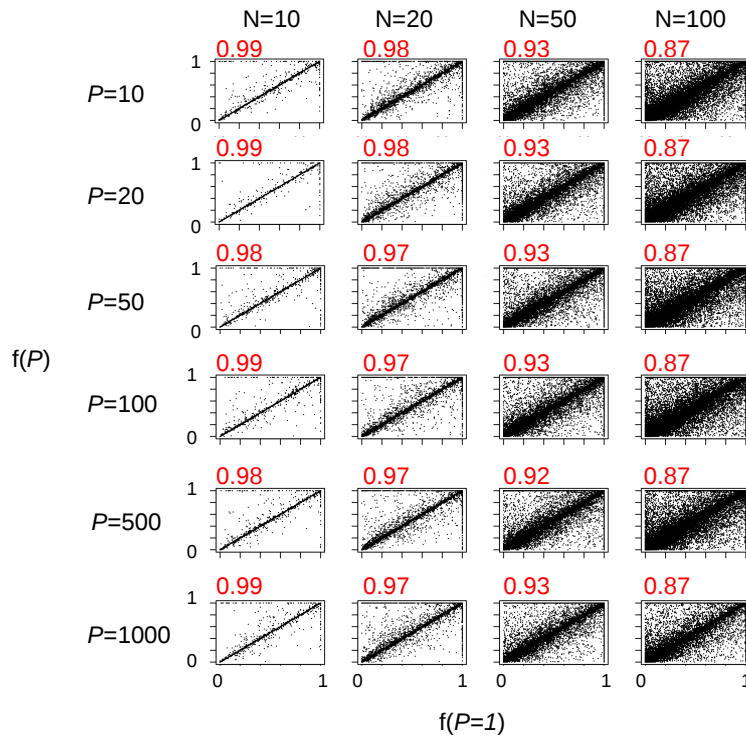 N=10 N=20 N=50 N=100
0.99 0.98 0.93 0.87
1
P=10
0
0.99 0.98 0.93 0.87
1
P=20
0
0.98 0.97 0.93 0.87
1
P=50
0
f(P)
0.99 0.97 0.93 0.87
1
P=100
0
0.98 0.97 0.92 0.87
1
P=500
0
0.99 0.97 0.93 0.87
1
P=1000
0
0 1 0 1 0 1 0 1
f(P=1)